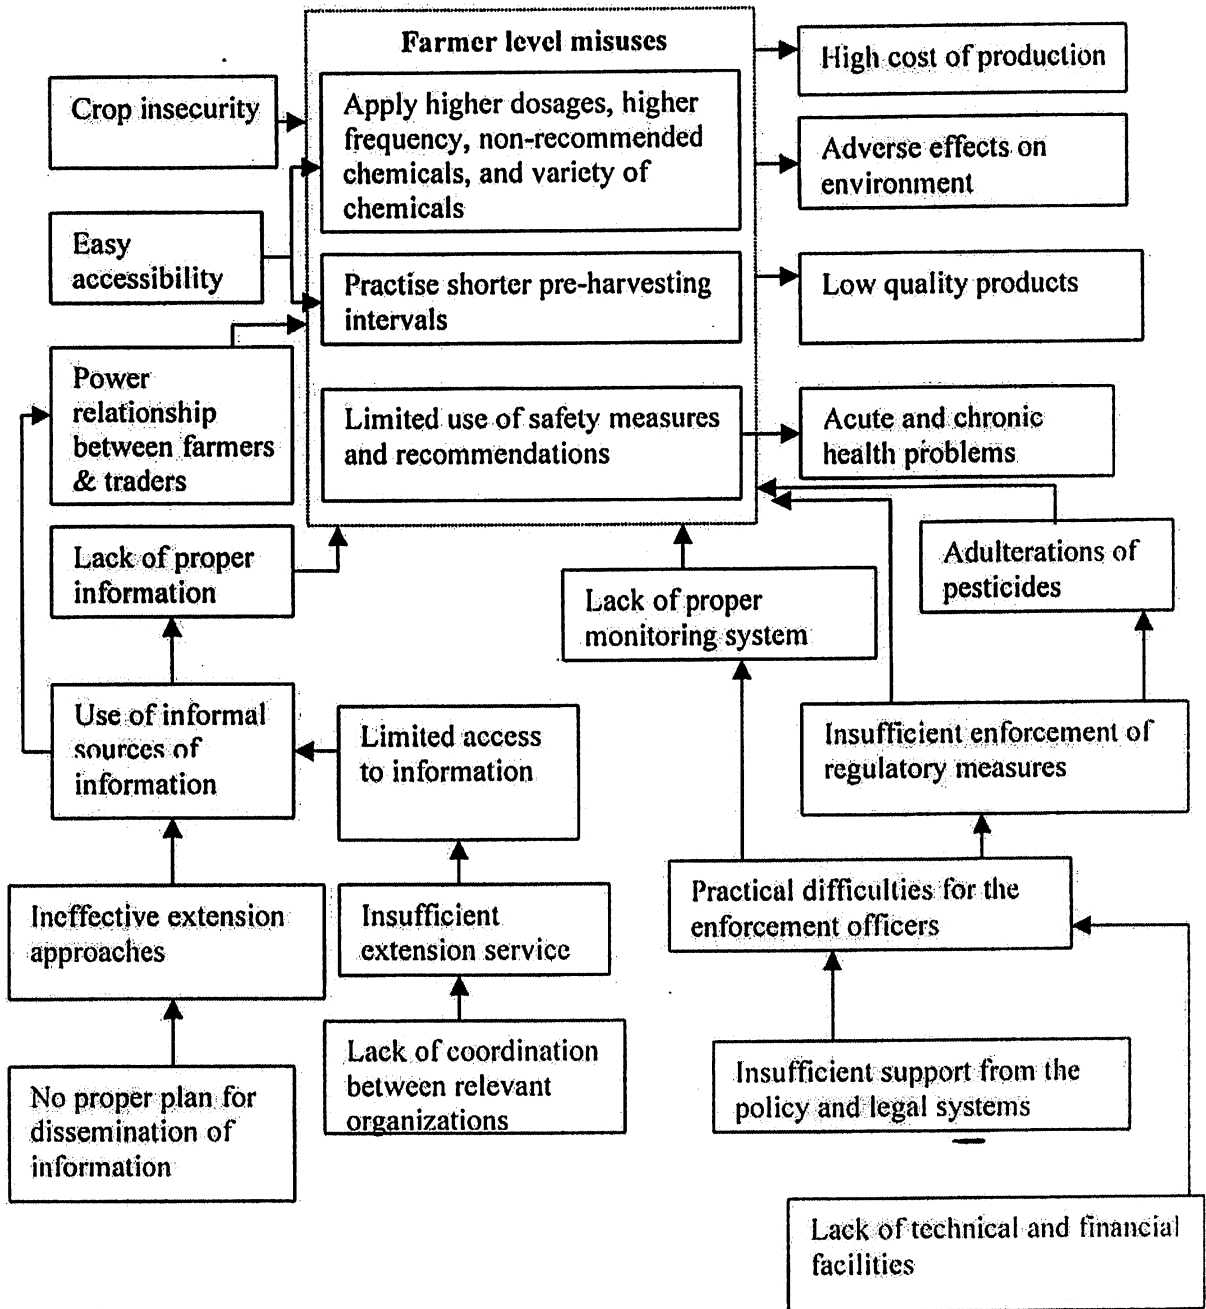 Farmer level misuses
High cost of production
Crop insecurity
Apply higher dosages, higher
frequency, non-recommended
chemicals, and variety of
chemicals
Adverse effects on
environment
Easy
accessibility
Practise shorter pre-harvesting
intervals
Low quality products
Power
relationship
between farmers
& traders
Limited use of safety measures
and recommendations
Acute and chronic
health problems
Lack of proper
information
Lack of proper
monitoring system
Adulterations of
pesticides
Use of informal
sources of
information
Limited access
to information
Insufficient enforcement of
regulatory measures
Ineffective extension
approaches
Insufficient
extension service
Practical difficulties for the
enforcement officers
No proper plan for
dissemination of
information
Lack of coordination
between relevant
organizations
Insufficient support from the
policy and legal systems
Lack of technical and financial
facilities